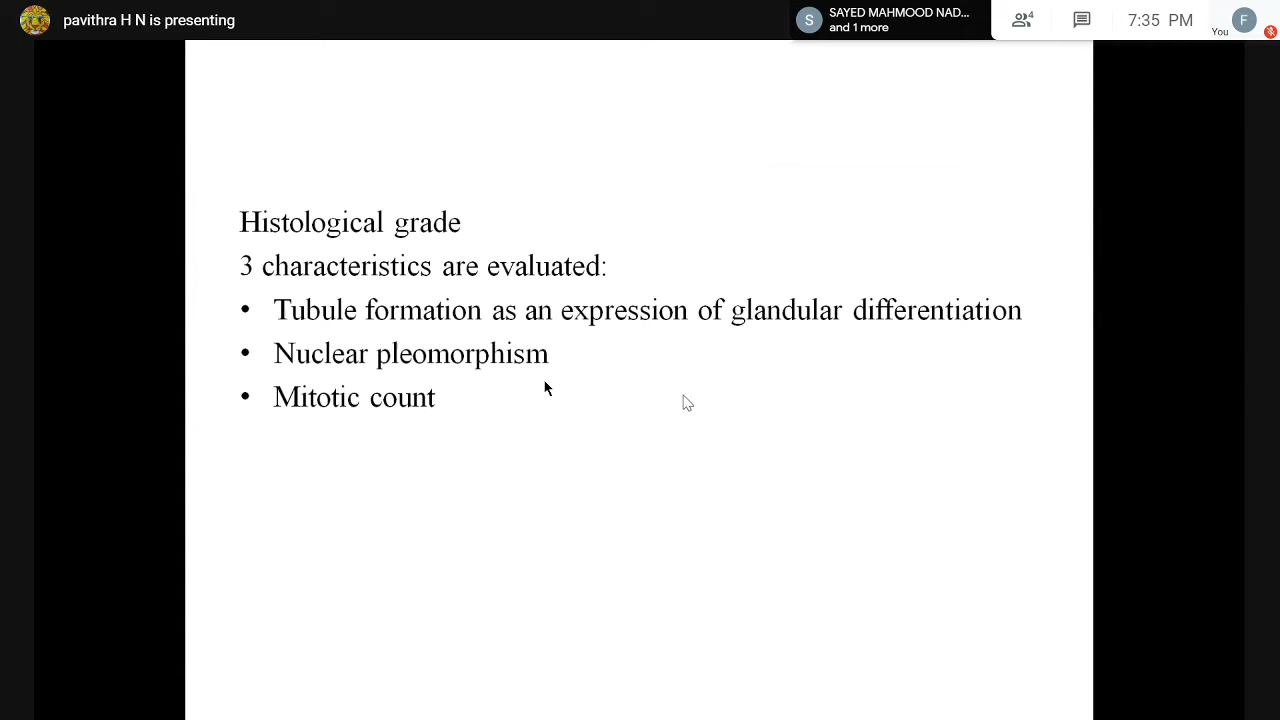 pavithra H N is presenting
S
SAYED MAHMOOD NAD...
and 1 more
4
7:35 PM
You
F
Histological grade
3 characteristics are evaluated:
• Tubule formation as an expression of glandular differentiation
• Nuclear pleomorphism
• Mitotic count